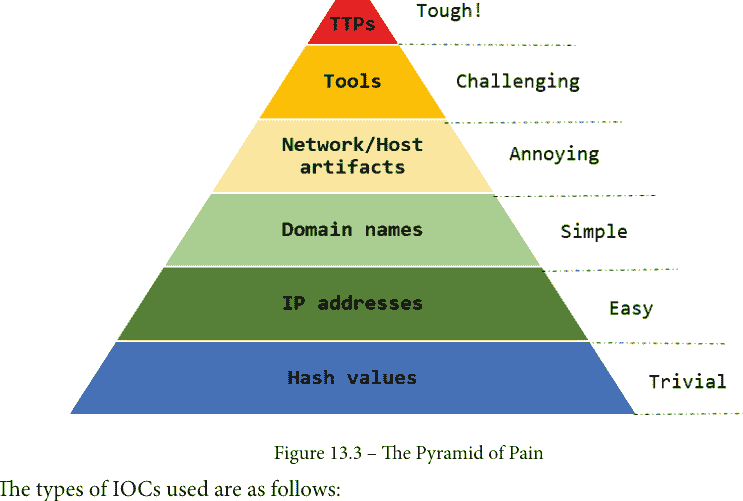 TTPs Tough!
Tools Challenging
Network/Host
artifacts Annoying
Domain names Simple
IP addresses Easy
Hash values Trivial
Figure 13.3 – The Pyramid of Pain
The types of IOCs used are as follows: